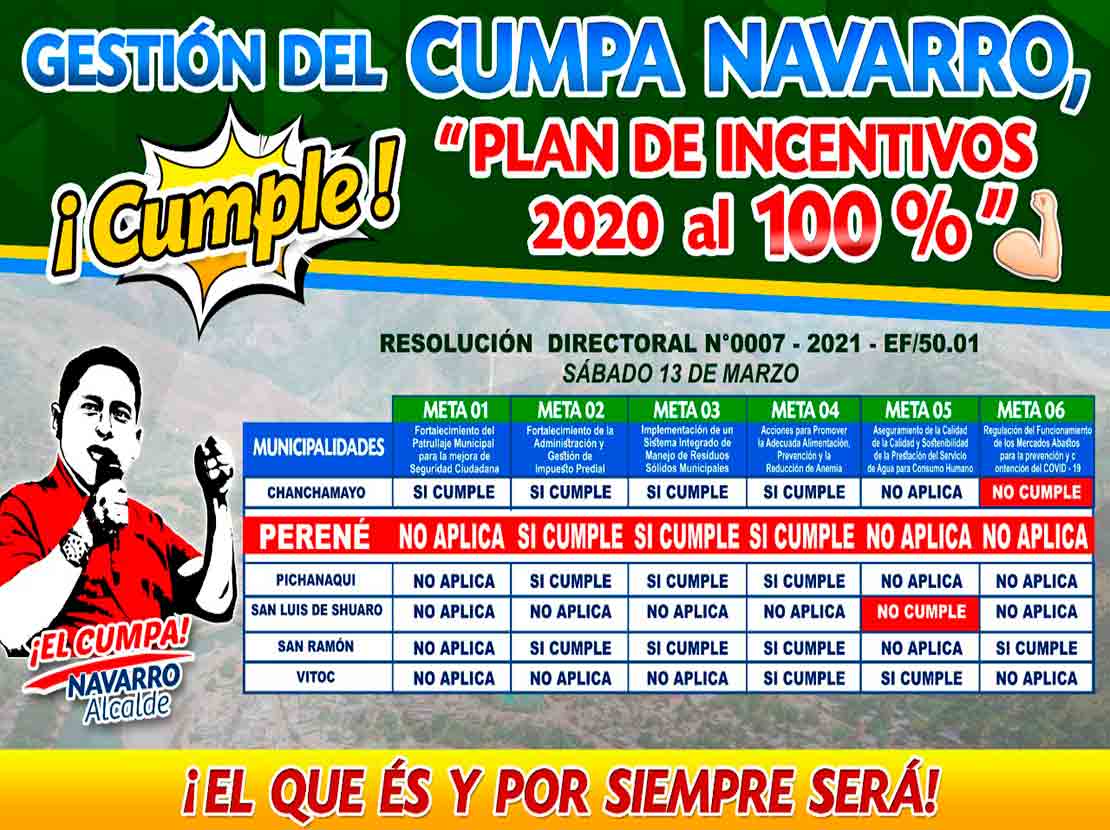 GESTIÓN DEL CUMPA NAVARRO,
¡Cumple!
“PLAN DE INCENTIVOS
2020 al 100 %”
RESOLUCIÓN DIRECTORAL N°0007 - 2021 - EF/50.01
SÁBADO 13 DE MARZO
MUNICIPALIDADES
META 01
Fortalecimiento del
Patrullaje Municipal
para la mejora de
Seguridad Ciudadana
META 02
Fortalecimiento de la
Administración y
Gestión de
Impuesto Predial
META 03
Implementación de un
Sistema Integrado de
Manejo de Residuos
Sólidos Municipales
META 04
Acciones para Promover
la Adecuada Alimentación,
Prevención y la
Reducción de Anemia
META 05
Aseguramiento de la Calidad
de la Calidad y Sostenibilidad
de la Prestación del Servicio
de Agua para Consumo Humano
META 06
Regulación del Funcionamiento
de los Mercados Abastos
para la prevención y c
ontención del COVID - 19
CHANCHAMAYO SI CUMPLE SI CUMPLE SI CUMPLE SI CUMPLE NO APLICA NO CUMPLE
PERENÉ NO APLICA SI CUMPLE SI CUMPLE SI CUMPLE NO APLICA NO APLICA
PICHANAQUI NO APLICA SI CUMPLE SI CUMPLE SI CUMPLE NO APLICA NO APLICA
SAN LUIS DE SHUARO NO APLICA NO APLICA NO APLICA NO APLICA NO CUMPLE NO APLICA
SAN RAMÓN NO APLICA SI CUMPLE SI CUMPLE SI CUMPLE NO APLICA SI CUMPLE
VITOC NO APLICA NO APLICA NO APLICA SI CUMPLE SI CUMPLE NO APLICA
¡EL CUMPA!
NAVARRO
Alcalde
¡EL QUE ÉS Y POR SIEMPRE SERÁ!